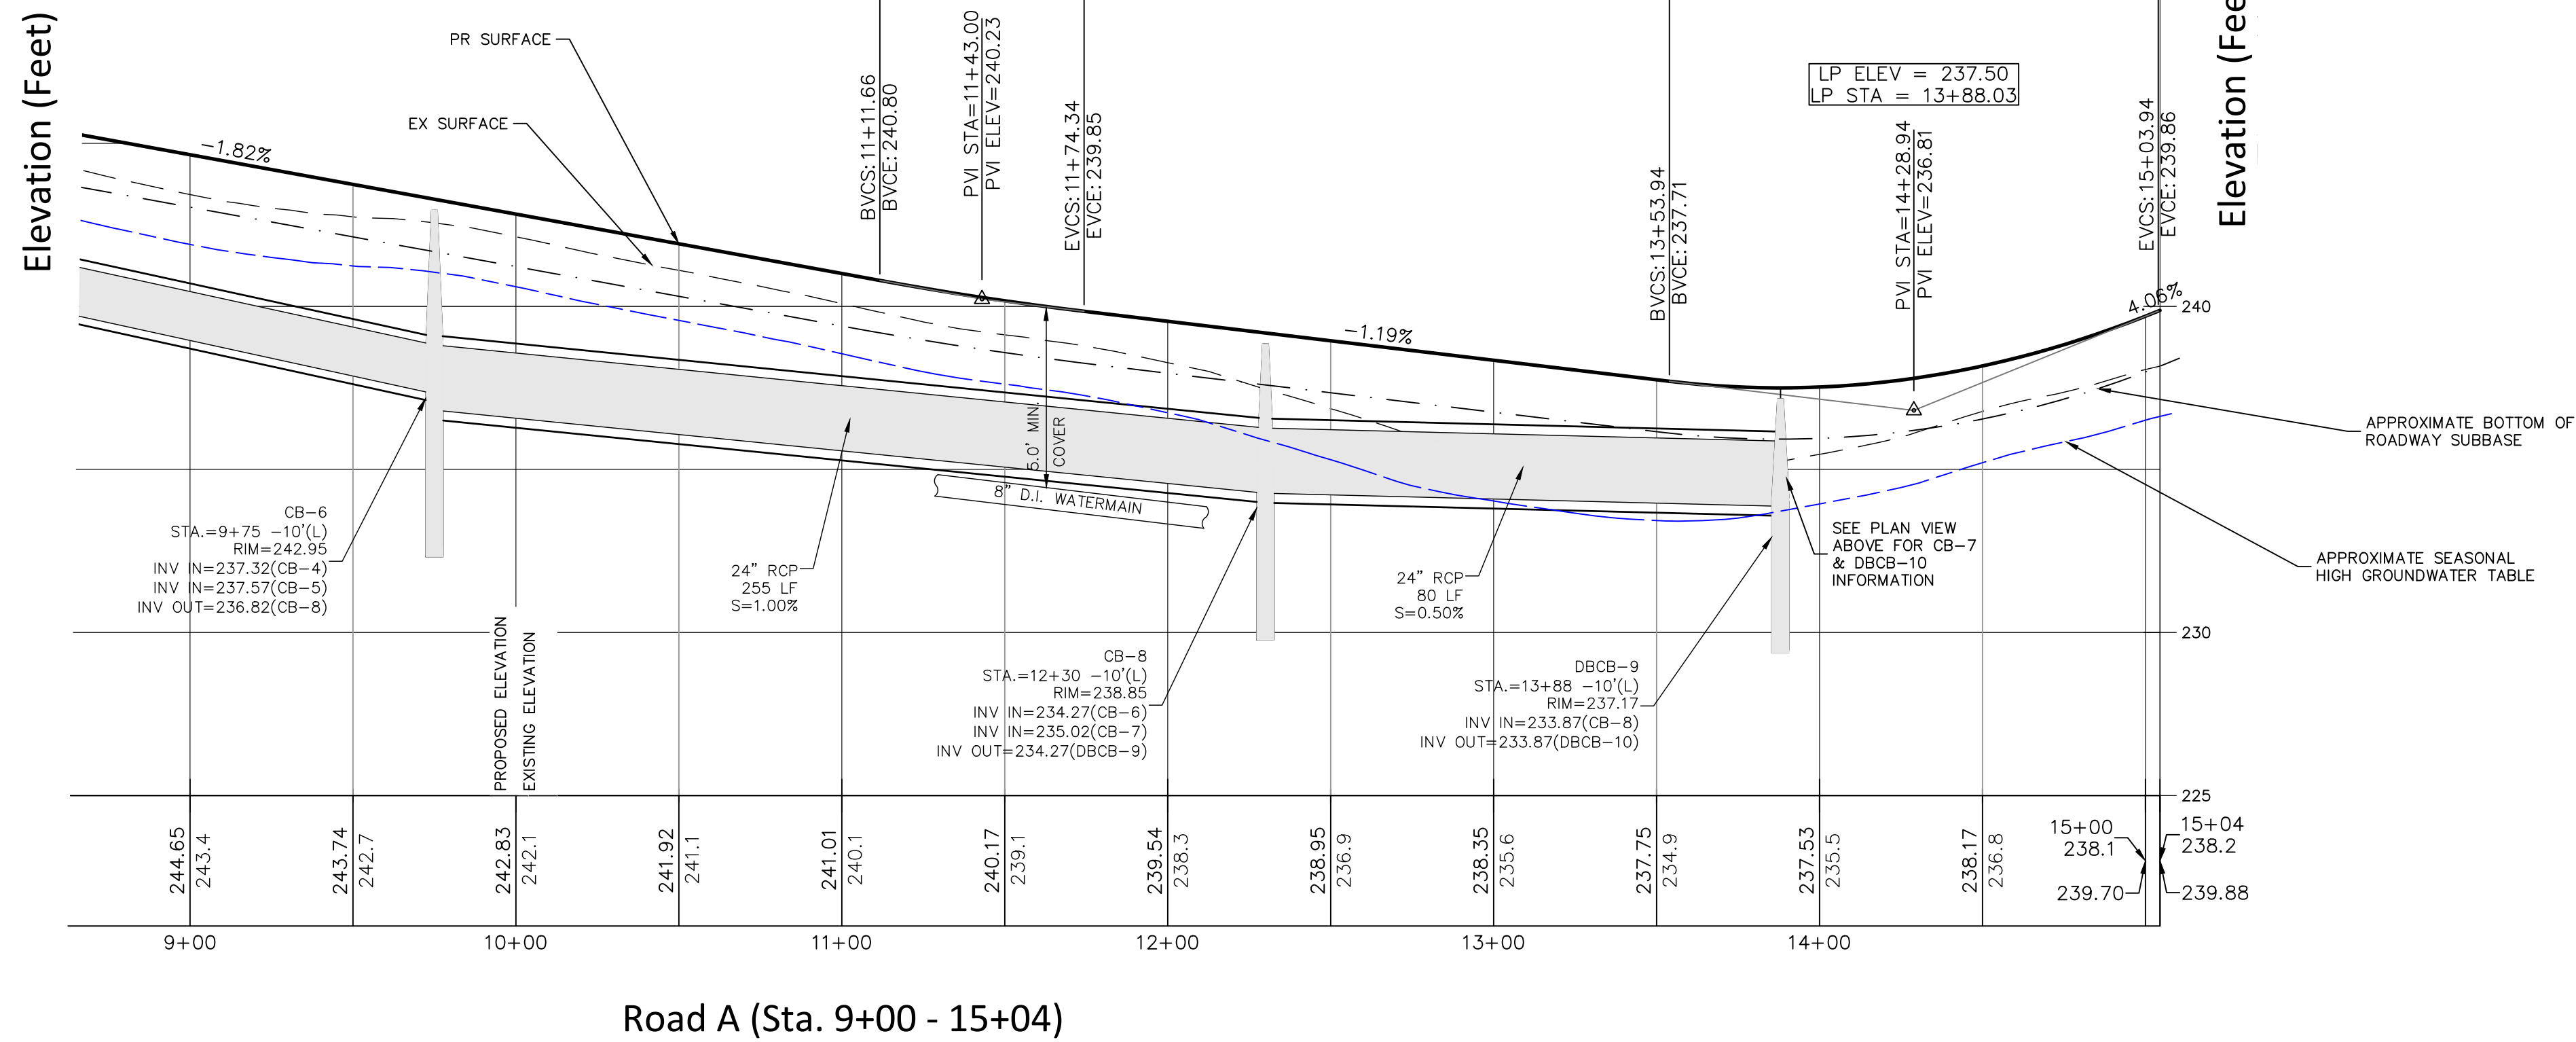 Elevation (Feet)
PR SURFACE
EX SURFACE
-1.82%
BVCS:11+11.66
BVCE:240.80
PVI STA=11+43.00
PVI ELEV=240.23
EVCS:11+74.34
EVCE: 239.85
-1.19%
BVCS:13+53.94
BVCE:237.71
LP ELEV = 237.50
LP STA = 13+88.03
PVI STA=14+28.94
PVI ELEV=236.81
EVCS:15+03.94
EVCE: 239.86
4.06%
Elevation (Fee
240
230
225
5.0' MIN.
COVER
8" D.I. WATERMAIN
CB-6
STA.=9+75 -10'(L)
RIM=242.95
INV IN=237.32(CB-4)
INV IN=237.57(CB-5)
INV OUT=236.82(CB-8)
24" RCP
255 LF
S=1.00%
CB-8
STA.=12+30 -10'(L)
RIM=238.85
INV IN=234.27(CB-6)
INV IN=235.02(CB-7)
INV OUT=234.27(DBCB-9)
24" RCP
80 LF
S=0.50%
DBCB-9
STA.=13+88 -10'(L)
RIM=237.17
INV IN=233.87(CB-8)
INV OUT=233.87(DBCB-10)
SEE PLAN VIEW
ABOVE FOR CB-7
& DBCB-10
INFORMATION
APPROXIMATE BOTTOM OF
ROADWAY SUBBASE
APPROXIMATE SEASONAL
HIGH GROUNDWATER TABLE
PROPOSED ELEVATION
EXISTING ELEVATION
244.65
243.4
243.74
242.7
242.83
242.1
241.92
241.1
241.01
240.1
240.17
239.1
239.54
238.3
238.95
236.9
238.35
235.6
237.75
234.9
237.53
235.5
238.17
236.8
15+00
238.1
239.70
15+04
238.2
239.88
9+00
10+00
11+00
12+00
13+00
14+00
Road A (Sta. 9+00 - 15+04)